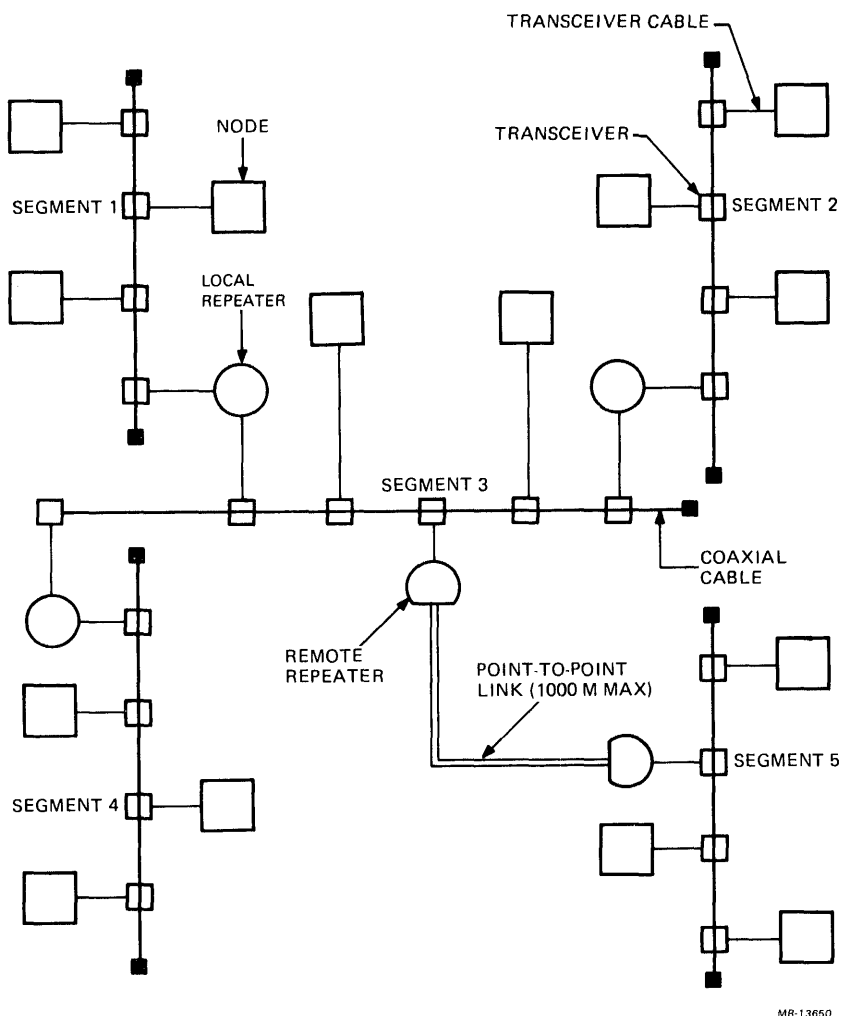 TRANSCEIVER CABLE
NODE
TRANSCEIVER
SEGMENT 1
SEGMENT 2
LOCAL
REPEATER
SEGMENT 3
COAXIAL
CABLE
REMOTE
REPEATER
POINT-TO-POINT
LINK (1000 M MAX)
SEGMENT 4
SEGMENT 5
MR-13650